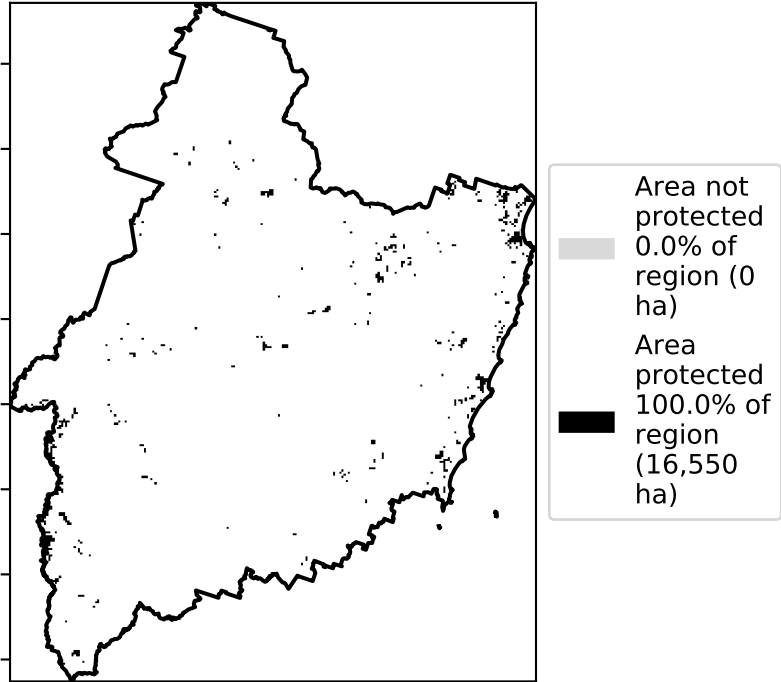 Area not
protected
0.0% of
region (0
ha)
Area
protected
100.0% of
region
(16,550
ha)